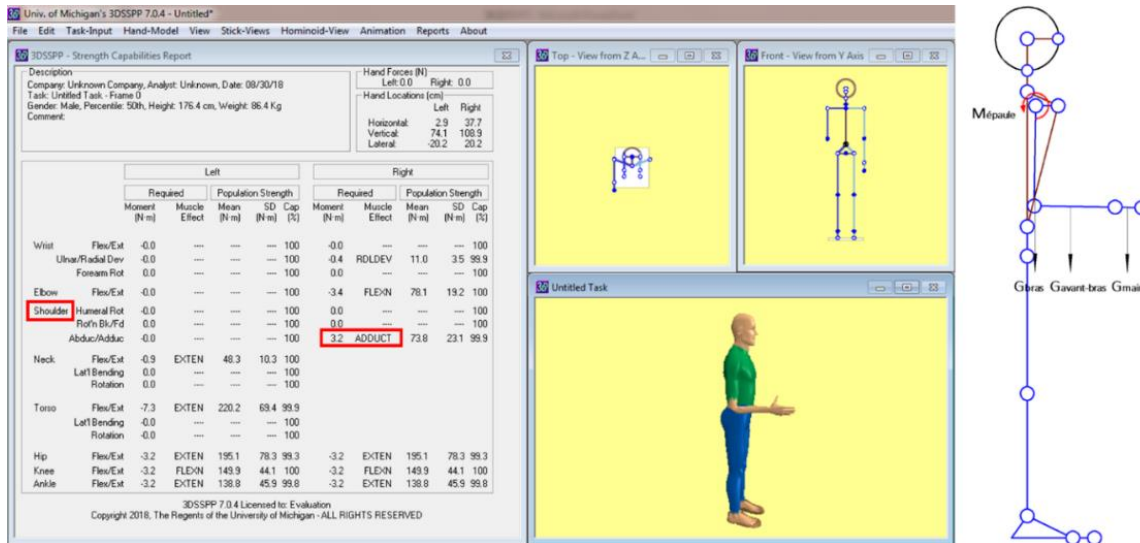 Univ. of Michigan's 3DSSPP 7.0.4 - Untitled*
File Edit Task-Input Hand-Model View Stick-Views Hominoid-View Animation Reports About
3DSSPP - Strength Capabilities Report
Description
Company: Unknown Company, Analyst: Unknown, Date: 08/30/18
Task: Untitled Task - Frame 0
Gender: Male, Percentile: 50th, Height: 176.4 cm, Weight: 86.4 Kg
Comment:
Hand Forces (N)
Left: 0.0 Right: 0.0
Hand Locations (cm)
Left Right
Horizontal: 2.9 37.7
Vertical: 74.1 108.9
Lateral: -20.2 20.2
Left Right
Required Population Strength Required Population Strength
Moment Muscle Mean SD Cap Moment Muscle Mean SD Cap
(N·m) Effect (N·m) (N·m) (%) (N·m) Effect (N·m) (N·m) (%)
Wrist Flex/Ext -0.0 ---- ---- ---- 100 -0.0 ---- ---- ---- 100
Ulnar/Radial Dev -0.0 ---- ---- ---- 100 -0.4 RDLDEV 11.0 3.5 99.9
Forearm Rot 0.0 ---- ---- ---- 100 0.0 ---- ---- ---- 100
Elbow Flex/Ext -0.0 ---- ---- ---- 100 -3.4 FLEXN 78.1 19.2 100
Shoulder Humeral Rot 0.0 ---- ---- ---- 100 0.0 ---- ---- ---- 100
Rot'n Bk/Fd 0.0 ---- ---- ---- 100 0.0 ---- ---- ---- 100
Abduc/Adduc -0.0 ---- ---- ---- 100 3.2 ADDUCT 73.8 23.1 99.9
Neck Flex/Ext -0.9 EXTEN 48.3 10.3 100
Lat'l Bending 0.0 ---- ---- ---- 100
Rotation 0.0 ---- ---- ---- 100
Torso Flex/Ext -7.3 EXTEN 220.2 69.4 99.9
Lat'l Bending -0.0 ---- ---- ---- 100
Rotation -0.0 ---- ---- ---- 100
Hip Flex/Ext -3.2 EXTEN 195.1 78.3 99.3 -3.2 EXTEN 195.1 78.3 99.3
Knee Flex/Ext -3.2 FLEXN 149.9 44.1 100 -3.2 FLEXN 149.9 44.1 100
Ankle Flex/Ext -3.2 EXTEN 138.8 45.9 99.8 -3.2 EXTEN 138.8 45.9 99.8
3DSSPP 7.0.4 Licensed to: Evaluation
Copyright 2018, The Regents of the University of Michigan - ALL RIGHTS RESERVED
Top - View from Z A...
Front - View from Y Axis
Untitled Task
Mépaule
Gbras Gavant-bras Gmain